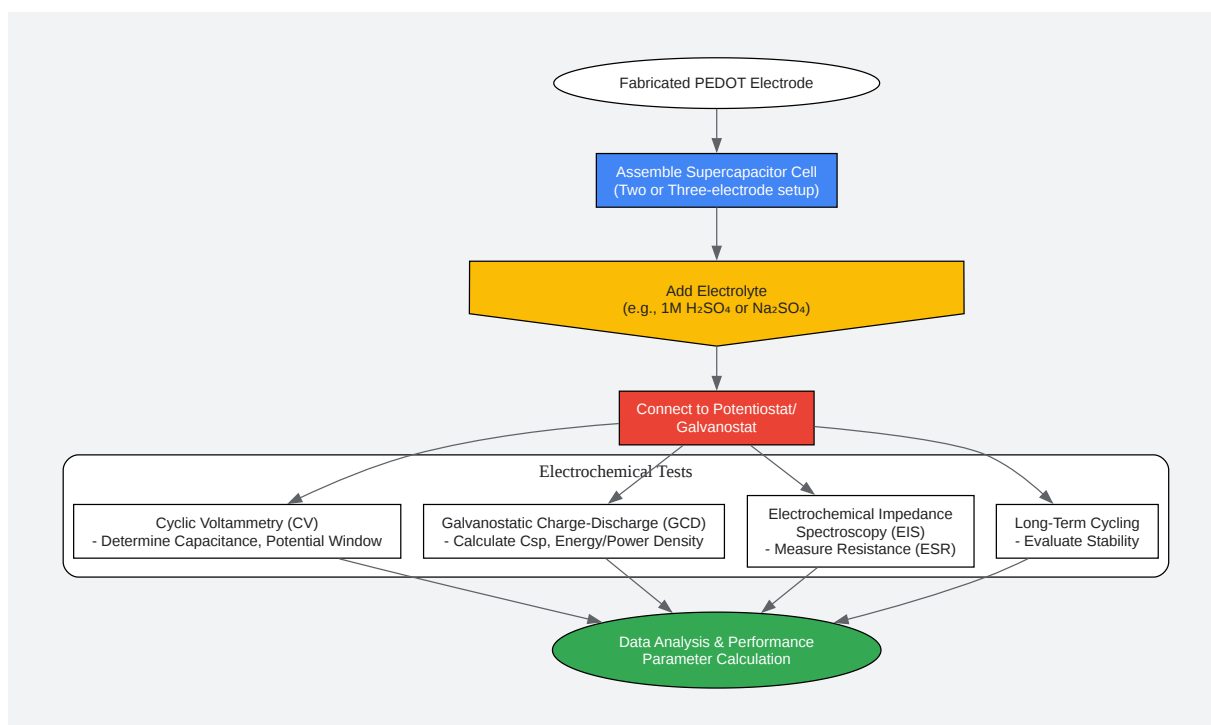 Fabricated PEDOT Electrode
Assemble Supercapacitor Cell
(Two or Three-electrode setup)
Add Electrolyte
(e.g., 1M H₂SO₄ or Na₂SO₄)
Connect to Potentiostat/
Galvanostat
Electrochemical Tests
Cyclic Voltammetry (CV)
- Determine Capacitance, Potential Window
Galvanostatic Charge-Discharge (GCD)
- Calculate Csp, Energy/Power Density
Electrochemical Impedance
Spectroscopy (EIS)
- Measure Resistance (ESR)
Long-Term Cycling
- Evaluate Stability
Data Analysis & Performance
Parameter Calculation